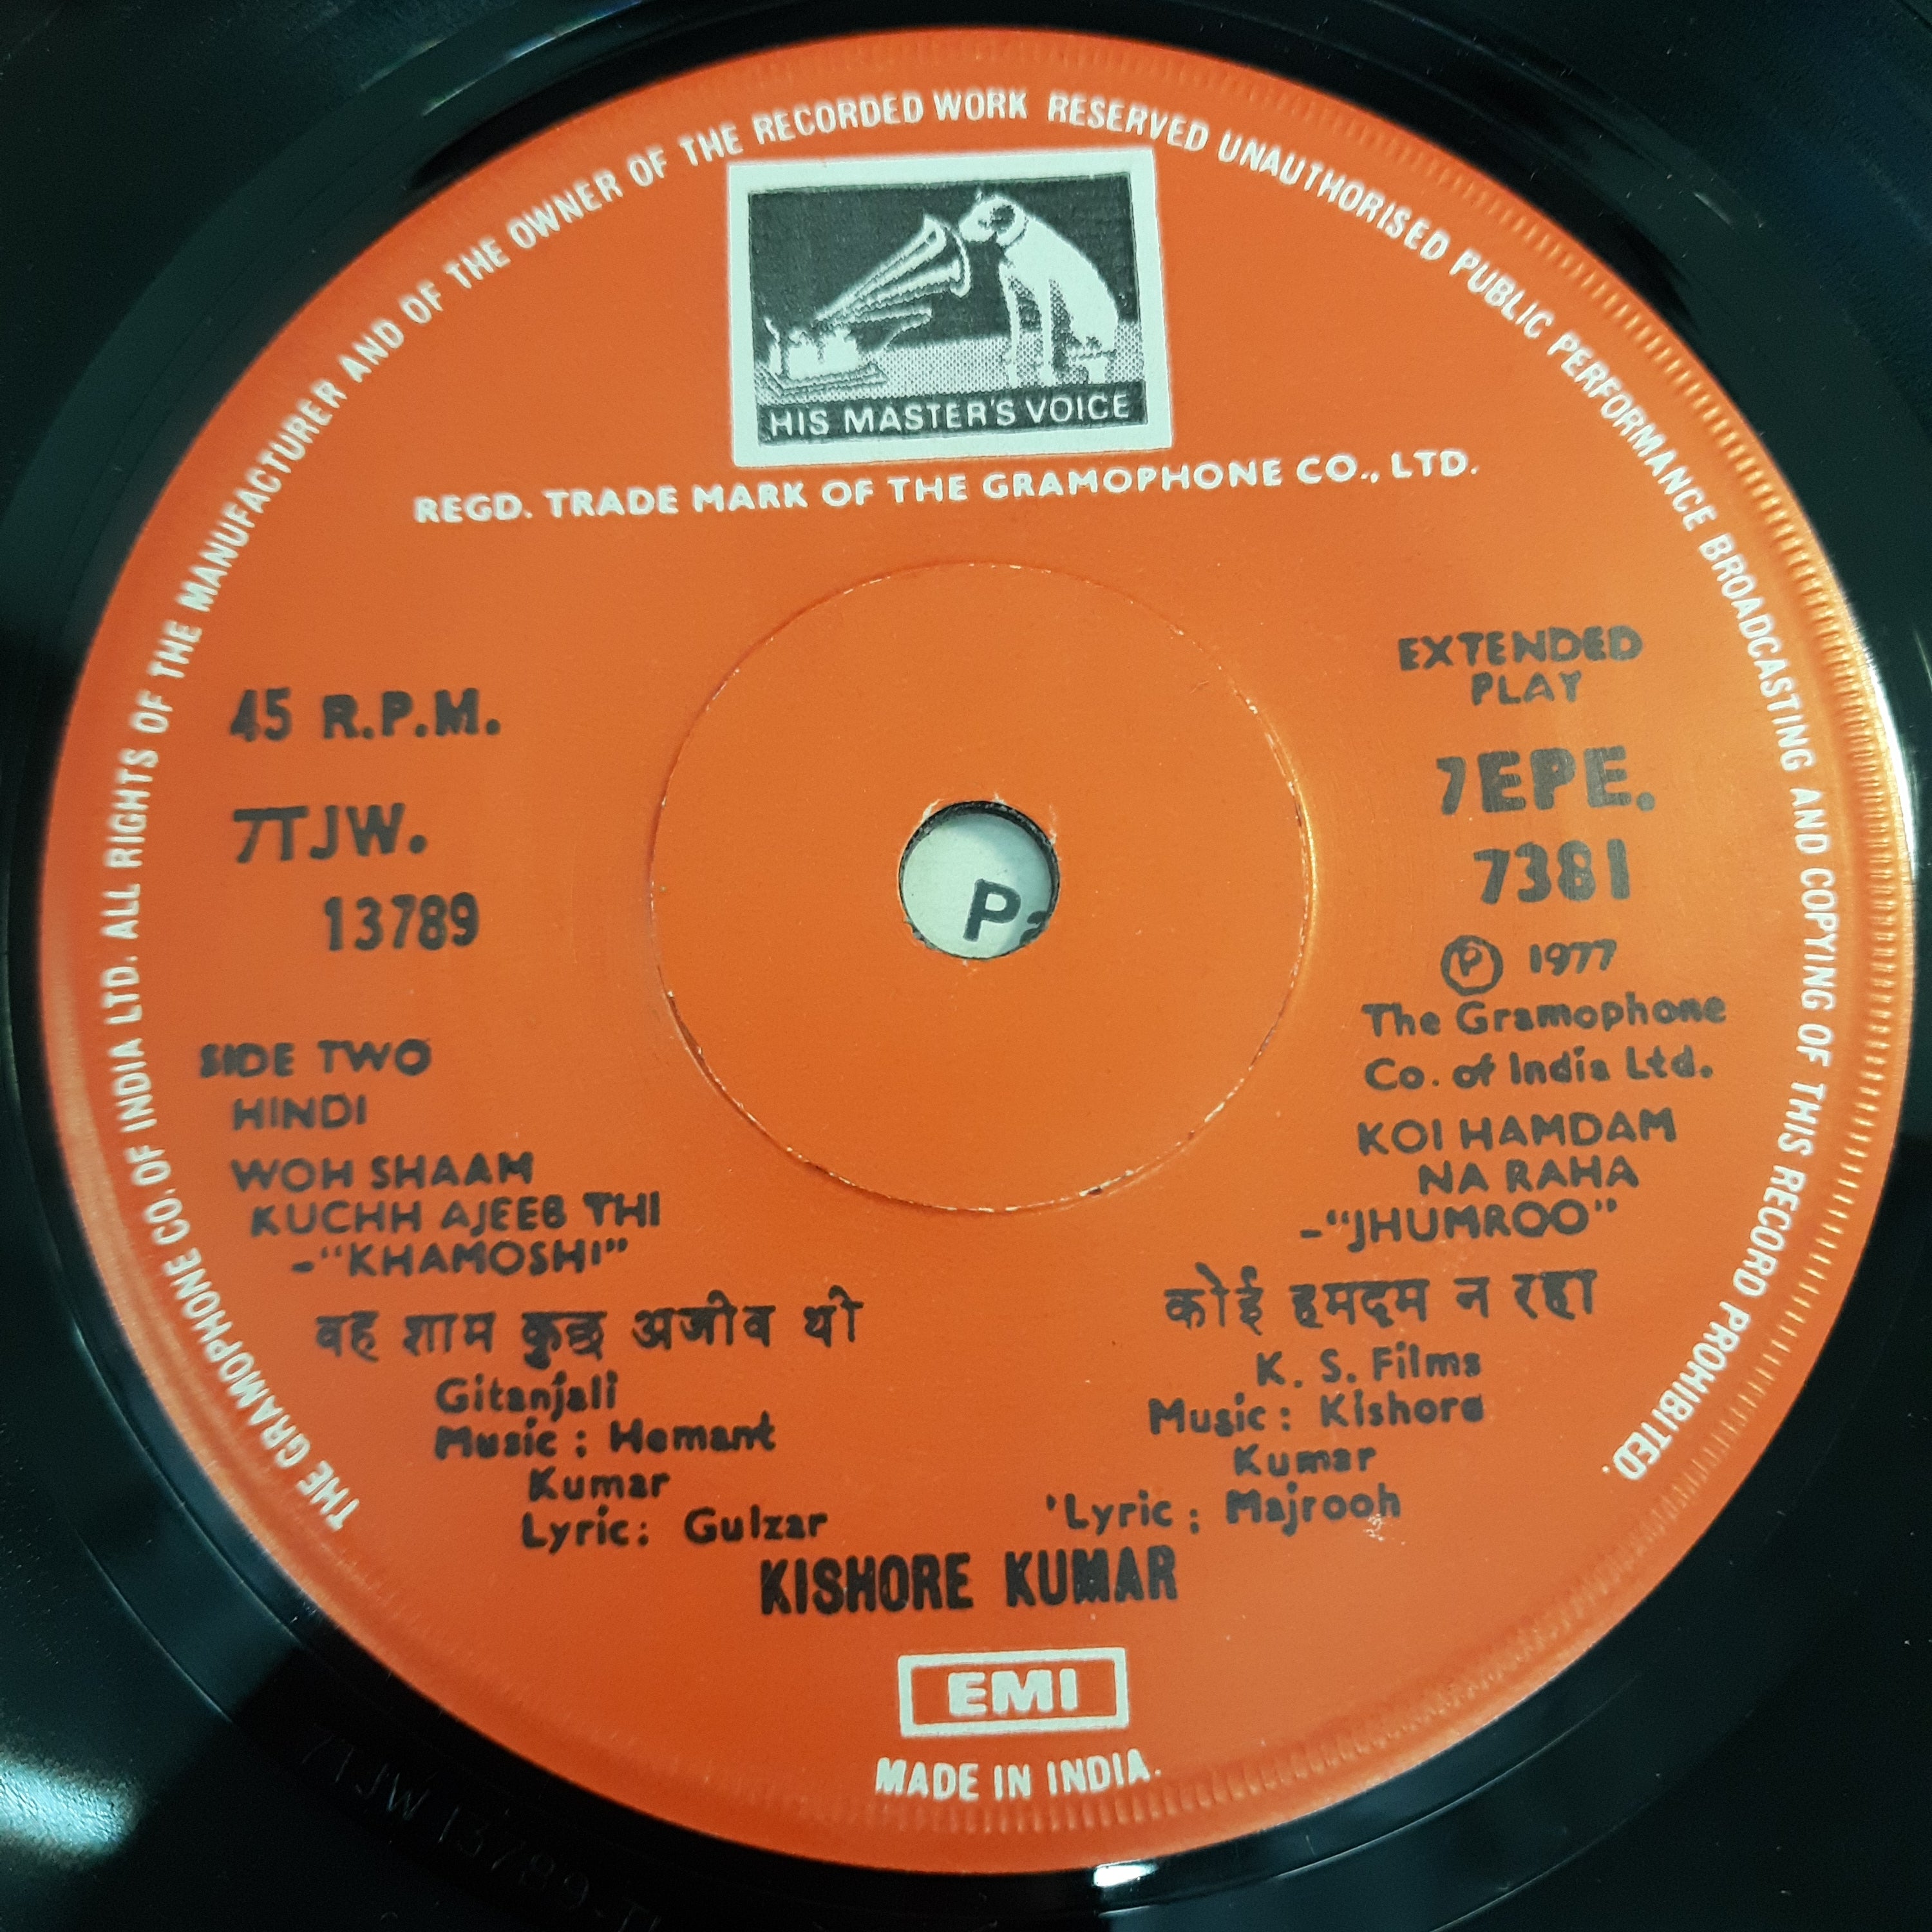 THE GRAMOPHONE CO. OF INDIA LTD. ALL RIGHTS OF THE MANUFACTURER AND OF THE OWNER OF THE RECORDED WORK RESERVED UNAUTHORISED PUBLIC PERFORMANCE BROADCASTING AND COPYING OF THIS RECORD PROHIBITED.
HIS MASTER'S VOICE
REGD. TRADE MARK OF THE GRAMOPHONE CO., LTD.
45 R.P.M.
7TJW.
13789
EXTENDED
PLAY
7EPE.
7381
Ⓟ 1977
The Gramophone
Co. of India Ltd.
SIDE TWO
HINDI
WOH SHAAM
KUCHH AJEEB THI
-"KHAMOSHI"
वह शाम कुछ अजीव थी
Gitanjali
Music: Hemant
Kumar
Lyric: Gulzar
KOI HAMDAM
NA RAHA
-"JHUMROO"
कोई हमदम न रहा
K. S. Films
Music: Kishore
Kumar
'Lyric; Majrooh
KISHORE KUMAR
EMI
MADE IN INDIA.
7TJW 13789